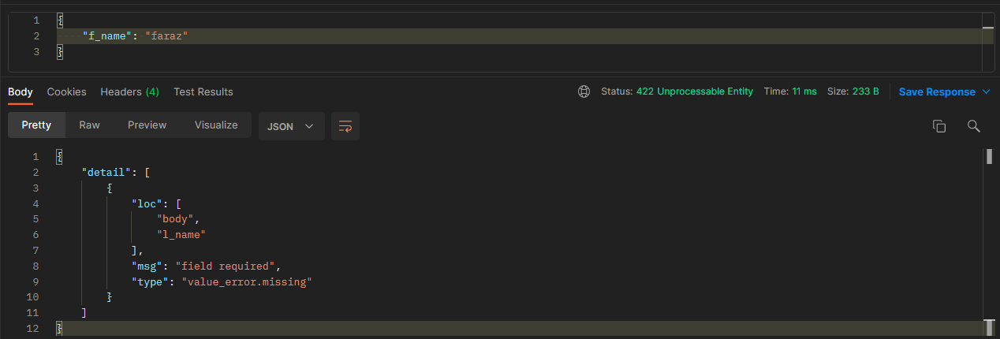 1 {
2 "f_name": "faraz"
3 }
Body Cookies Headers (4) Test Results Status: 422 Unprocessable Entity Time: 11 ms Size: 233 B Save Response
Pretty Raw Preview Visualize JSON
1 {
2 "detail": [
3 {
4 "loc": [
5 "body",
6 "l_name"
7 ],
8 "msg": "field required",
9 "type": "value_error.missing"
10 }
11 ]
12 }